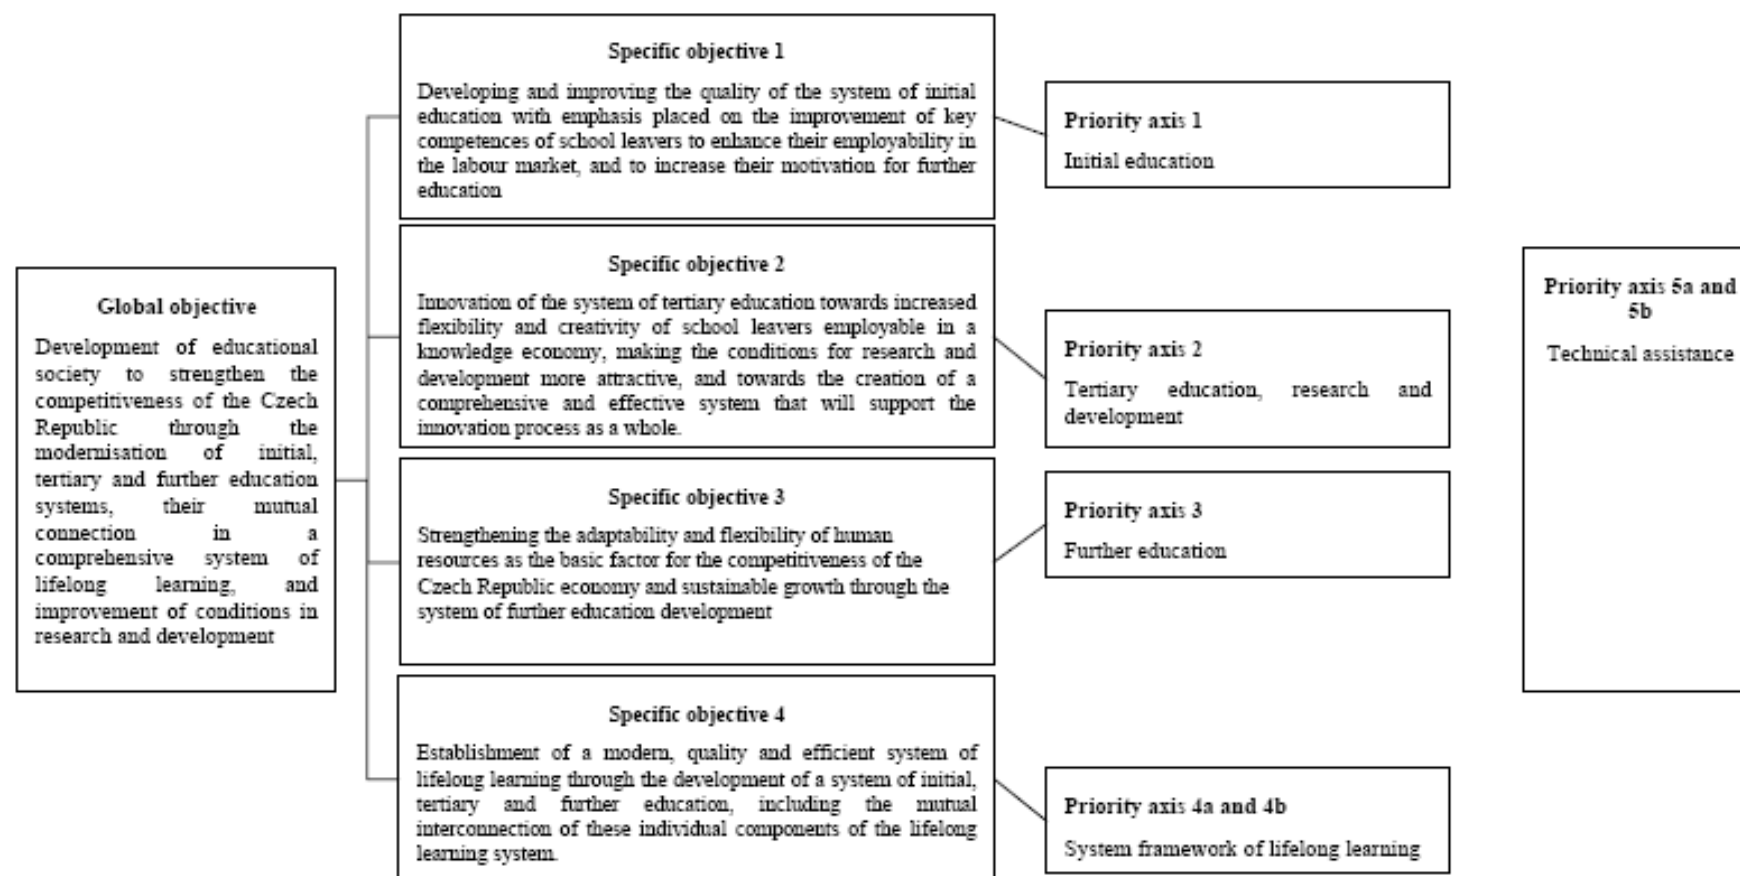 Global objective
Development of educational
society to strengthen the
competitiveness of the Czech
Republic through the
modernisation of initial,
tertiary and further education
systems, their mutual
connection in a
comprehensive system of
lifelong learning, and
improvement of conditions in
research and development
Specific objective 1
Developing and improving the quality of the system of initial
education with emphasis placed on the improvement of key
competences of school leavers to enhance their employability in
the labour market, and to increase their motivation for further
education
Specific objective 2
Innovation of the system of tertiary education towards increased
flexibility and creativity of school leavers employable in a
knowledge economy, making the conditions for research and
development more attractive, and towards the creation of a
comprehensive and effective system that will support the
innovation process as a whole.
Specific objective 3
Strengthening the adaptability and flexibility of human
resources as the basic factor for the competitiveness of the
Czech Republic economy and sustainable growth through the
system of further education development
Specific objective 4
Establishment of a modern, quality and efficient system of
lifelong learning through the development of a system of initial,
tertiary and further education, including the mutual
interconnection of these individual components of the lifelong
learning system.
Priority axis 1
Initial education
Priority axis 2
Tertiary education, research and
development
Priority axis 3
Further education
Priority axis 4a and 4b
System framework of lifelong learning
Priority axis 5a and
5b
Technical assistance